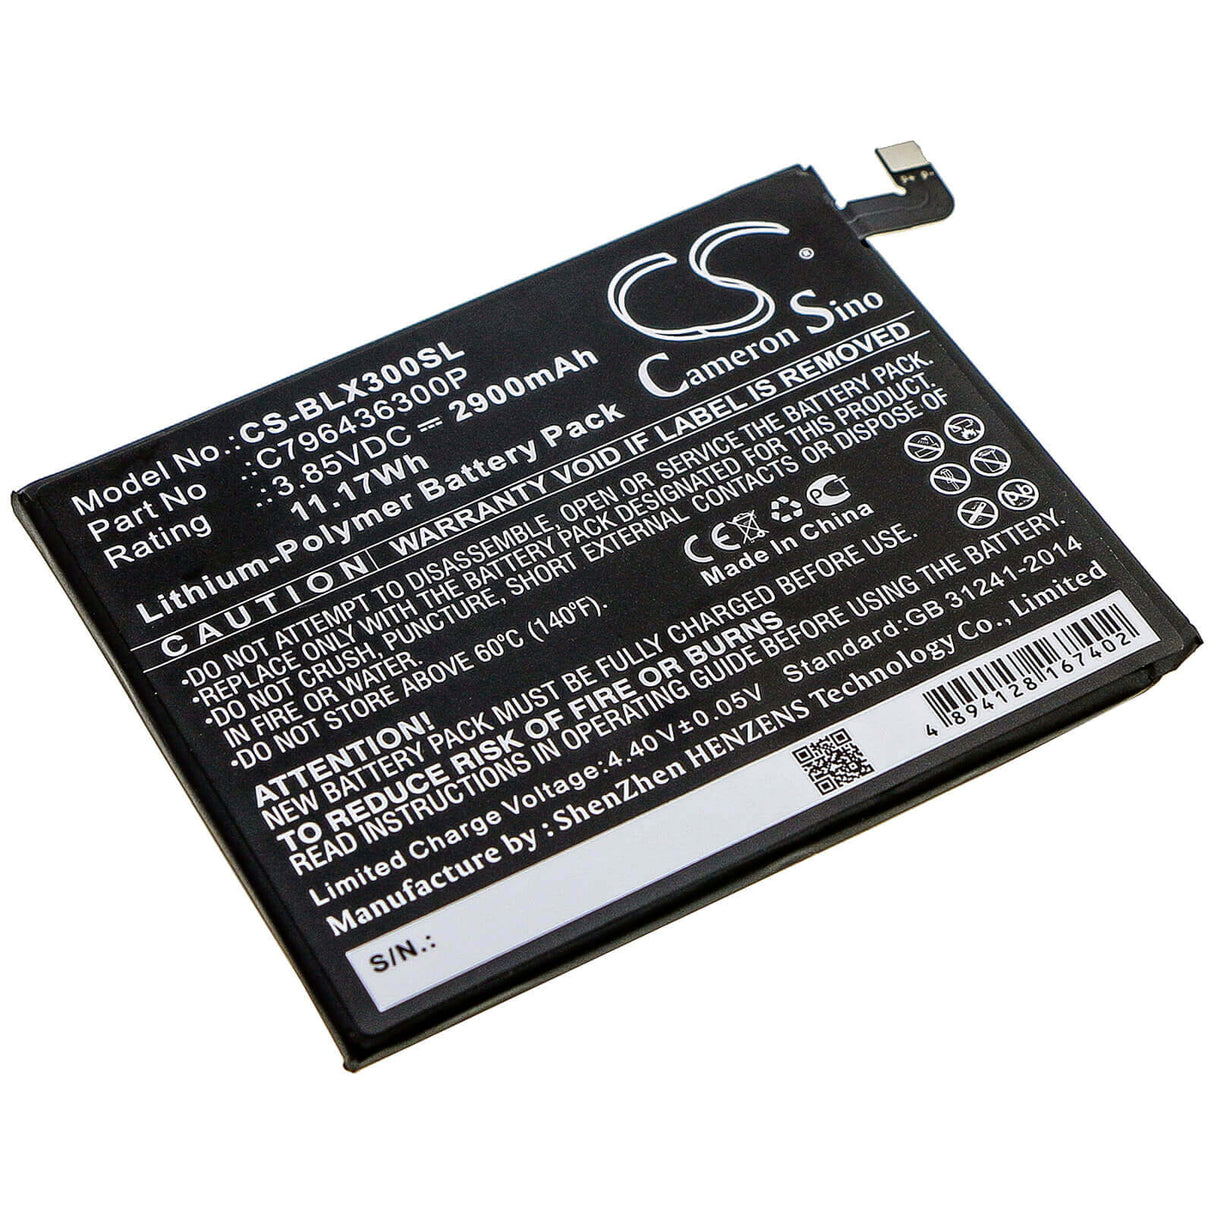 P+ P-
CS®
Cameron Sino
Model No.:CS-BLX300SL
Part No :C796436300P
Rating :3.85VDC 2900mAh
11.17Wh
Lithium-Polymer Battery Pack
CAUTION WARRANTY VOID IF THIS LABEL IS REMOVED
•DO NOT ATTEMPT TO DISASSEMBLE, OPEN OR SERVICE.
•REPLACE ONLY WITH THE BATTERY PACK DESIGNATED FOR THE PRODUCT.
•DO NOT CRUSH, PUNCTURE, SHORT EXTERNAL CONTACTS OR DISPOSE OF
IN FIRE OR WATER.
•DO NOT STORE ABOVE 60°C (140°F).
CE FC
Made In China
ATTENTION!
NEW BATTERY PACK MUST BE FULLY CHARGED BEFORE USE.
TO REDUCE RISK OF FIRE OR BURNS
READ INSTRUCTIONS IN PRODUCT GUIDE BEFORE USING THE BATTERY.
Limited Charge Voltage:4.40V±0.05V Standard:GB 31241-2014
Manufacture by : ShenZhen HENZENS Technology Co., Limited
S/N.:
4 894128 167402